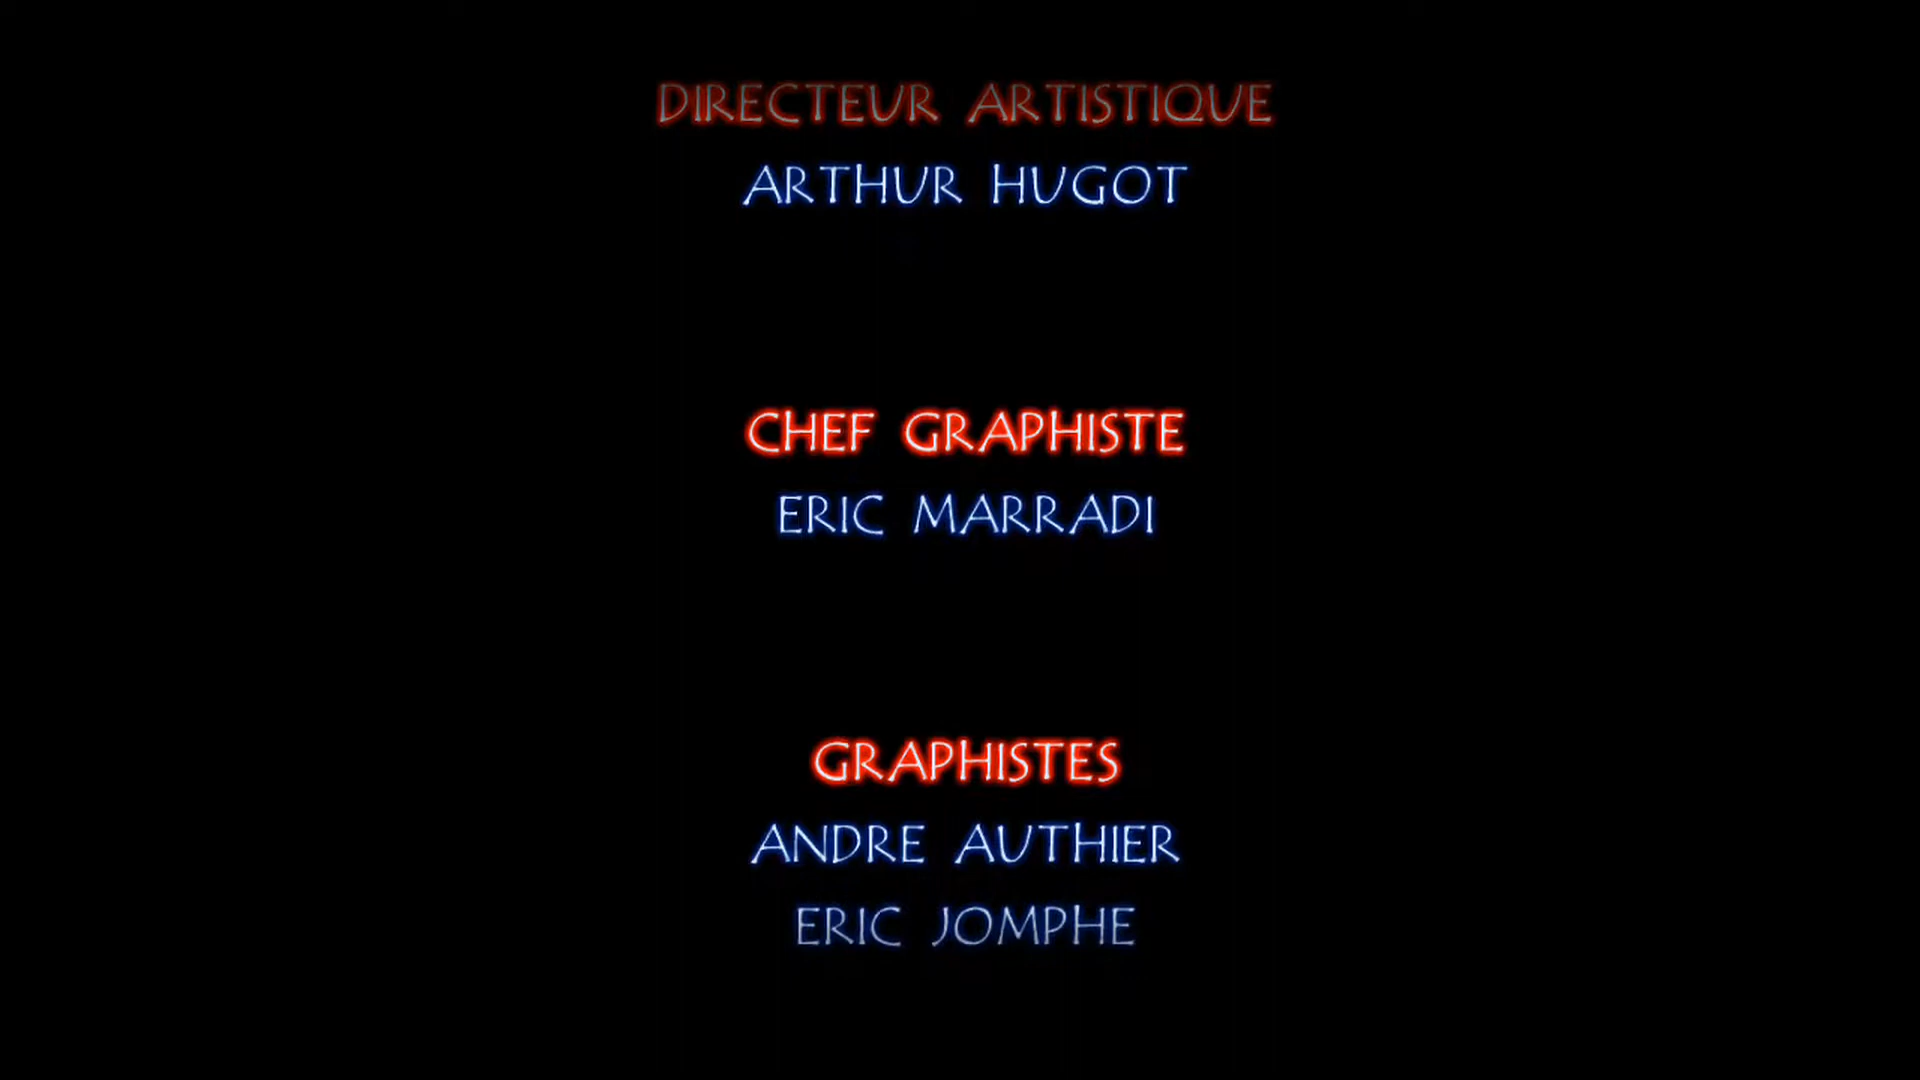 DIRECTEUR ARTISTIQUE
ARTHUR HUGOT
CHEF GRAPHISTE
ERIC MARRADI
GRAPHISTES
ANDRE AUTHIER
ERIC JOMPHE